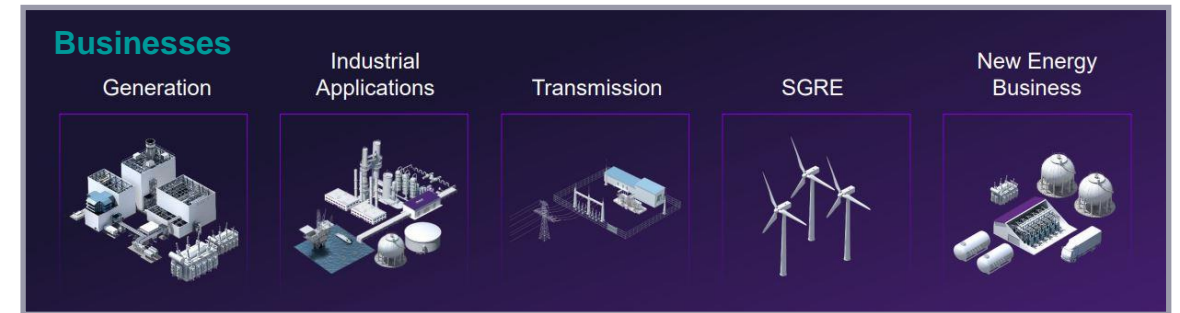 Businesses
Generation
Industrial
Applications
Transmission
SGRE
New Energy
Business